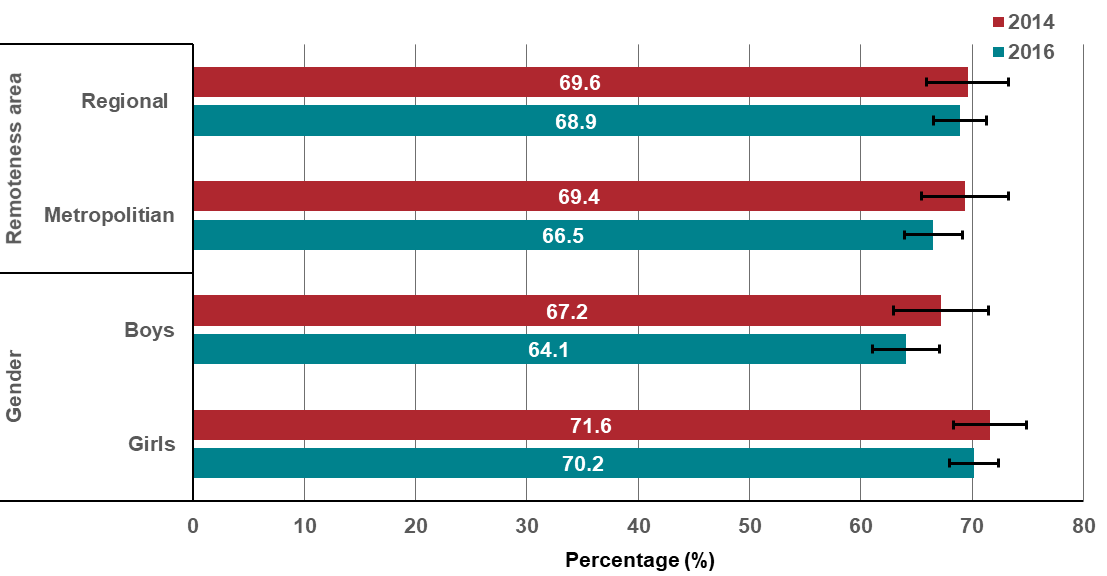 2014
2016
Remoteness area
Regional
69.6
68.9
Metropolitian
69.4
66.5
Gender
Boys
67.2
64.1
Girls
71.6
70.2
0 10 20 30 40 50 60 70 80
Percentage (%)